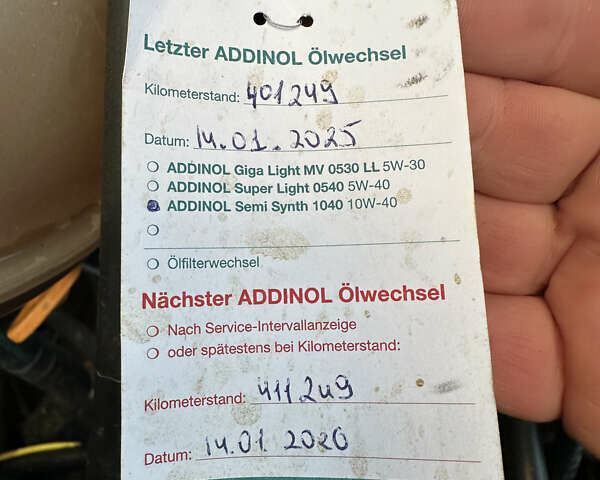 Letzter ADDINOL Ölwechsel
Kilometerstand: 401249
Datum: 14.01.2025
ADDINOL Giga Light MV 0530 LL 5W-30
ADDINOL Super Light 0540 5W-40
ADDINOL Semi Synth 1040 10W-40
Ölfilterwechsel
Nächster ADDINOL Ölwechsel
Nach Service-Intervallanzeige
oder spätestens bei Kilometerstand:
Kilometerstand: 411249
Datum: 14.01 2026